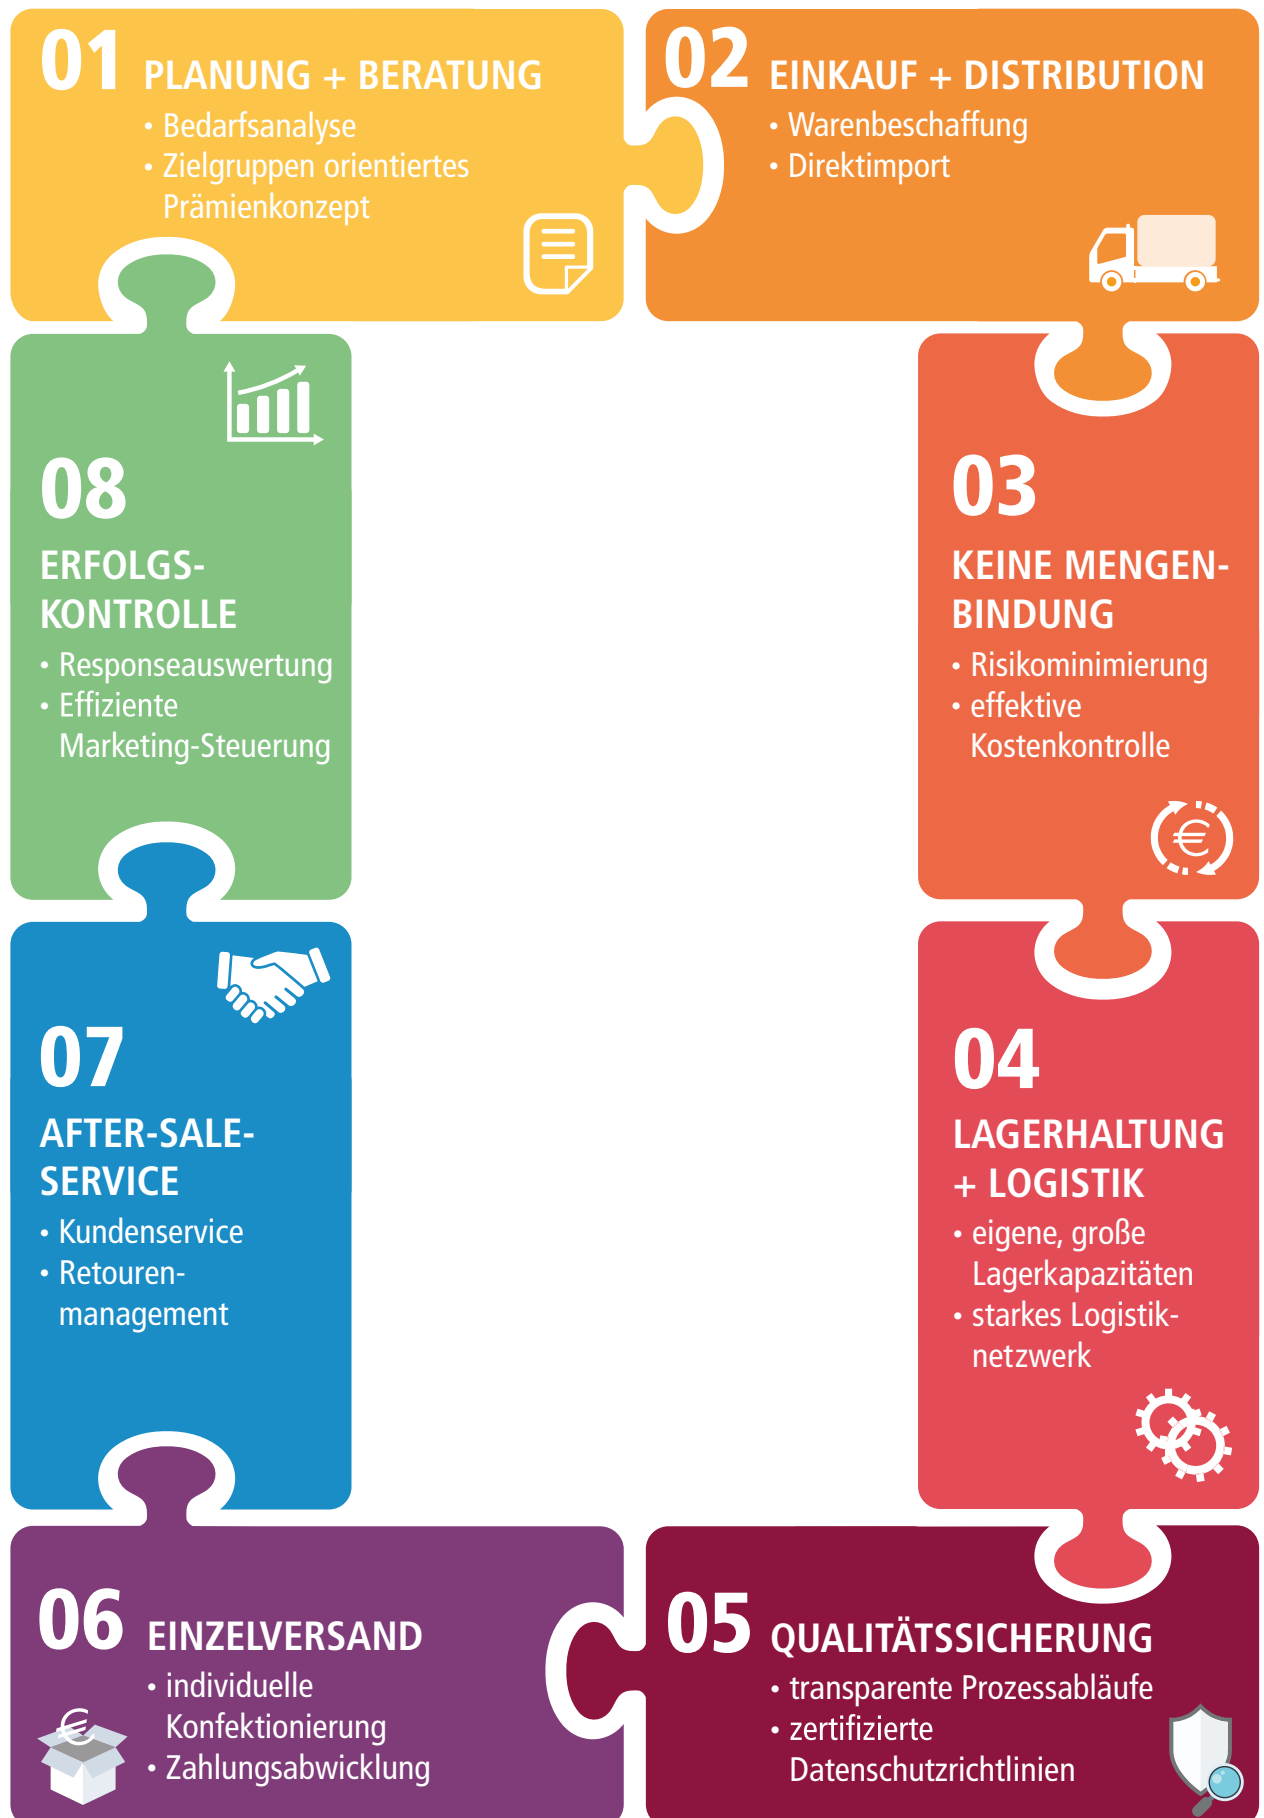 01 PLANUNG + BERATUNG
• Bedarfsanalyse
• Zielgruppen orientiertes
Prämienkonzept
02 EINKAUF + DISTRIBUTION
• Warenbeschaffung
• Direktimport
03
KEINE MENGEN-
BINDUNG
• Risikominimierung
• effektive
Kostenkontrolle
€
04
LAGERHALTUNG
+ LOGISTIK
• eigene, große
Lagerkapazitäten
• starkes Logistik-
netzwerk
05 QUALITÄTSSICHERUNG
• transparente Prozessabläufe
• zertifizierte
Datenschutzrichtlinien
06 EINZELVERSAND
• individuelle
Konfektionierung
• Zahlungsabwicklung
€
07
AFTER-SALE-
SERVICE
• Kundenservice
• Retouren-
management
08
ERFOLGS-
KONTROLLE
• Responseauswertung
• Effiziente
Marketing-Steuerung